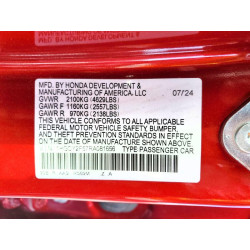 MFD. BY HONDA DEVELOPMENT &
MANUFACTURING OF AMERICA, LLC 07/24
GVWR 2100KG (4629LBS)
GAWR F 1160KG (2557LBS)
GAWR R 970KG (2138LBS)
THIS VEHICLE CONFORMS TO ALL APPLICABLE
FEDERAL MOTOR VEHICLE SAFETY, BUMPER,
AND THEFT PREVENTION STANDARDS IN EFFECT
ON THE DATE OF MANUFACTURE SHOWN ABOVE.
TYPE PASSENGER CAR